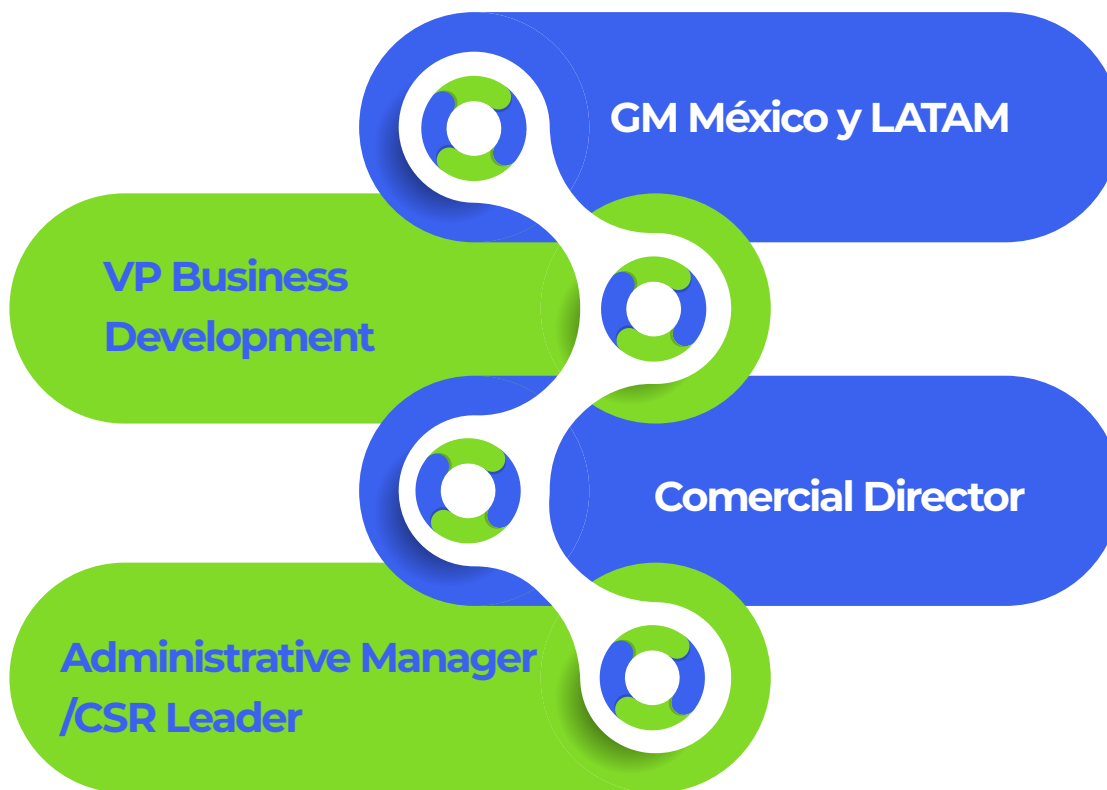 GM México y LATAM
VP Business
Development
Comercial Director
Administrative Manager
/CSR Leader